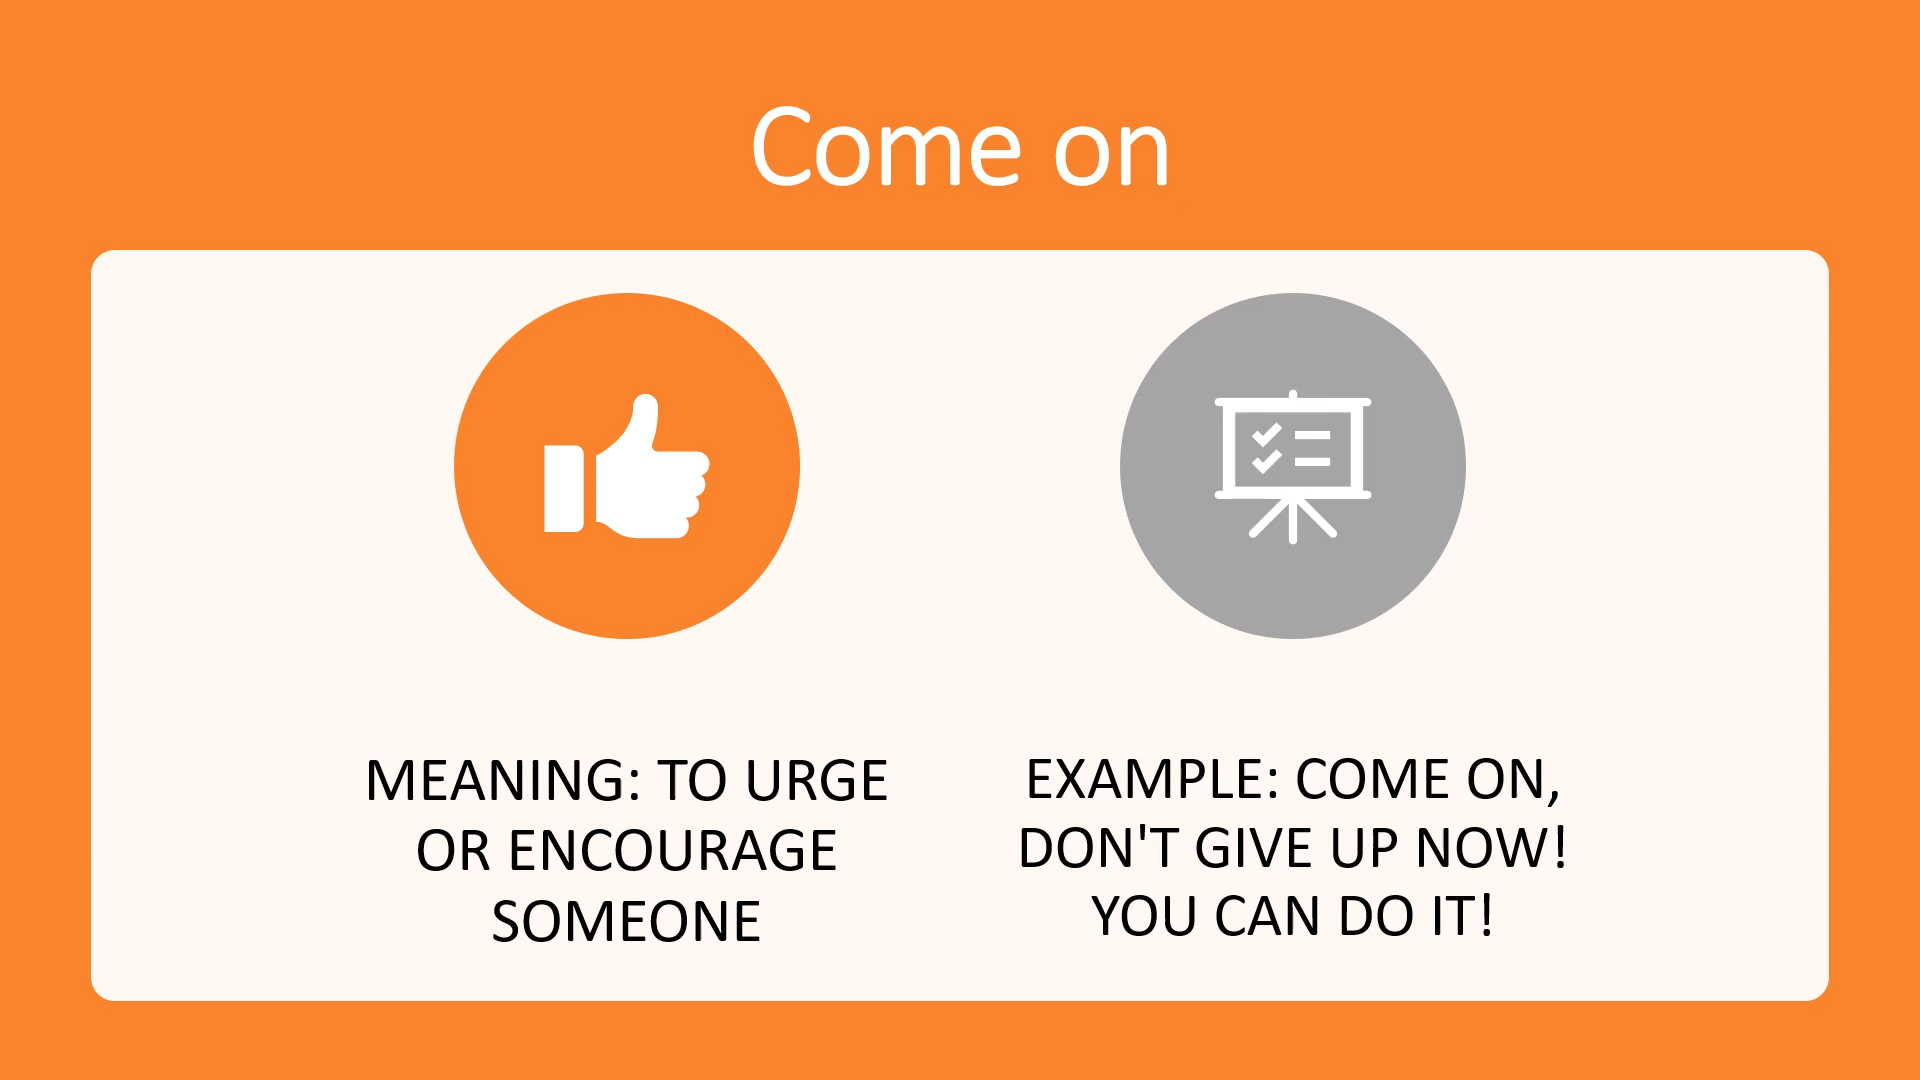 Come on
MEANING: TO URGE
OR ENCOURAGE
SOMEONE
EXAMPLE: COME ON,
DON'T GIVE UP NOW!
YOU CAN DO IT!